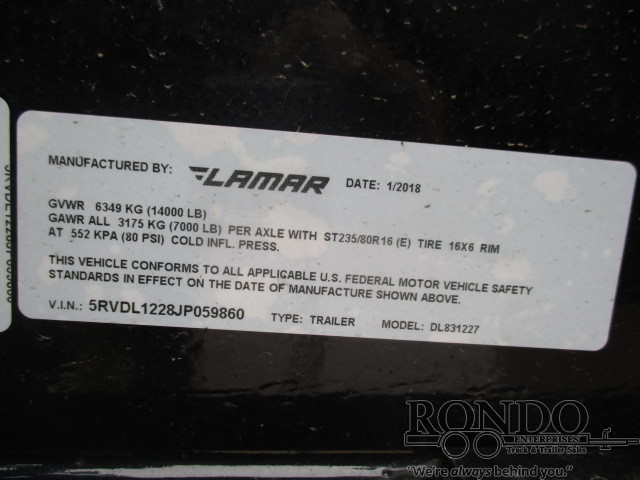 MANUFACTURED BY: LAMAR DATE: 1/2018
GVWR 6349 KG (14000 LB)
GAWR ALL 3175 KG (7000 LB) PER AXLE WITH ST235/80R16 (E) TIRE 16X6 RIM
AT 552 KPA (80 PSI) COLD INFL. PRESS.
THIS VEHICLE CONFORMS TO ALL APPLICABLE U.S. FEDERAL MOTOR VEHICLE SAFETY
STANDARDS IN EFFECT ON THE DATE OF MANUFACTURE SHOWN ABOVE.
V.I.N.: 5RVDL1228JP059860 TYPE: TRAILER MODEL: DL831227
RONDO
ENTERPRISES
Truck & Trailer Sales
"We're always behind you."